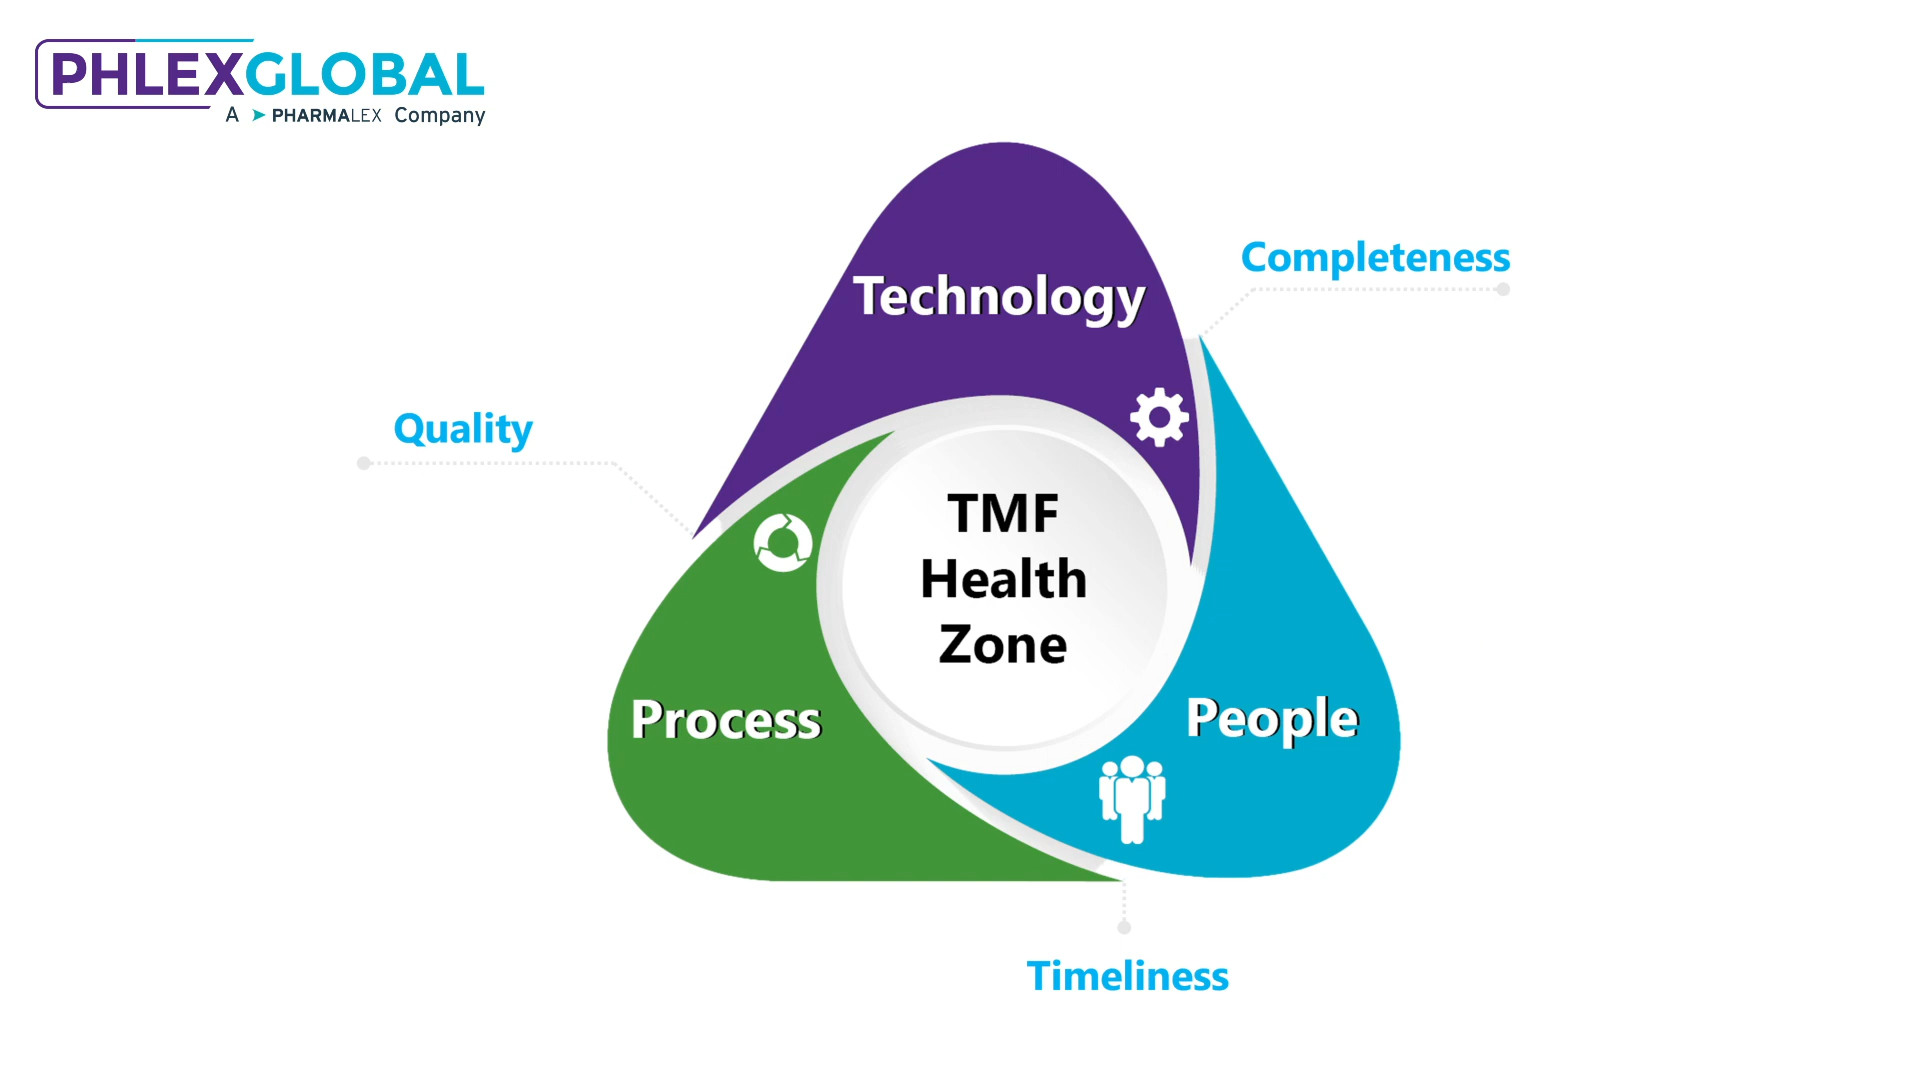 PHLEXGLOBAL
A PHARMALEX Company
Technology
Completeness
Quality
TMF
Health
Zone
Process
People
Timeliness